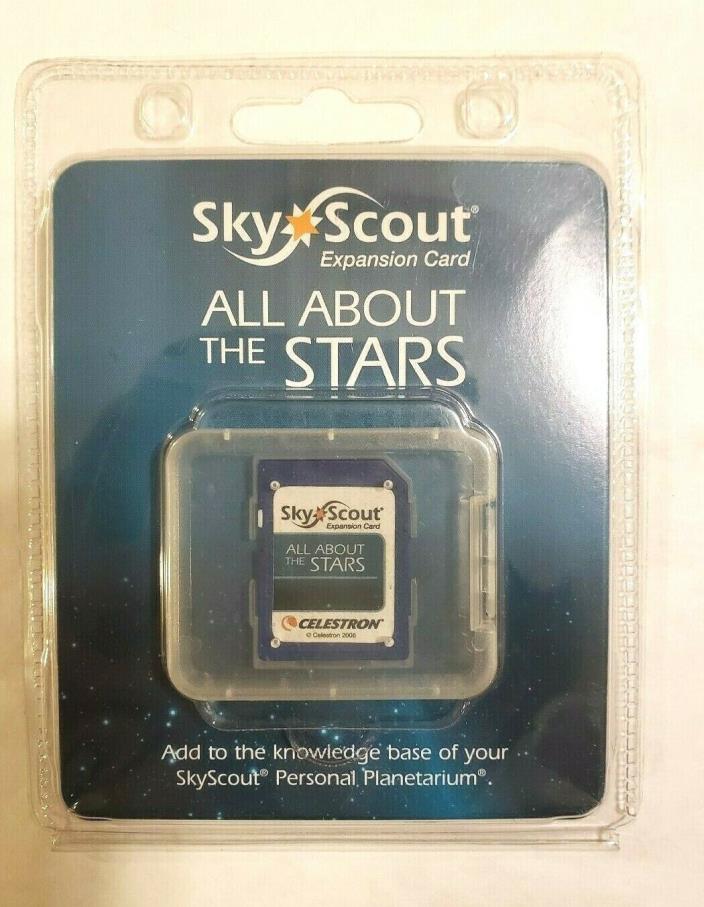 Sky Scout®
Expansion Card
ALL ABOUT
THE STARS
Sky Scout®
Expansion Card
ALL ABOUT
THE STARS
CELESTRON®
© Celestron 2006
Add to the knowledge base of your
SkyScout® Personal Planetarium®.